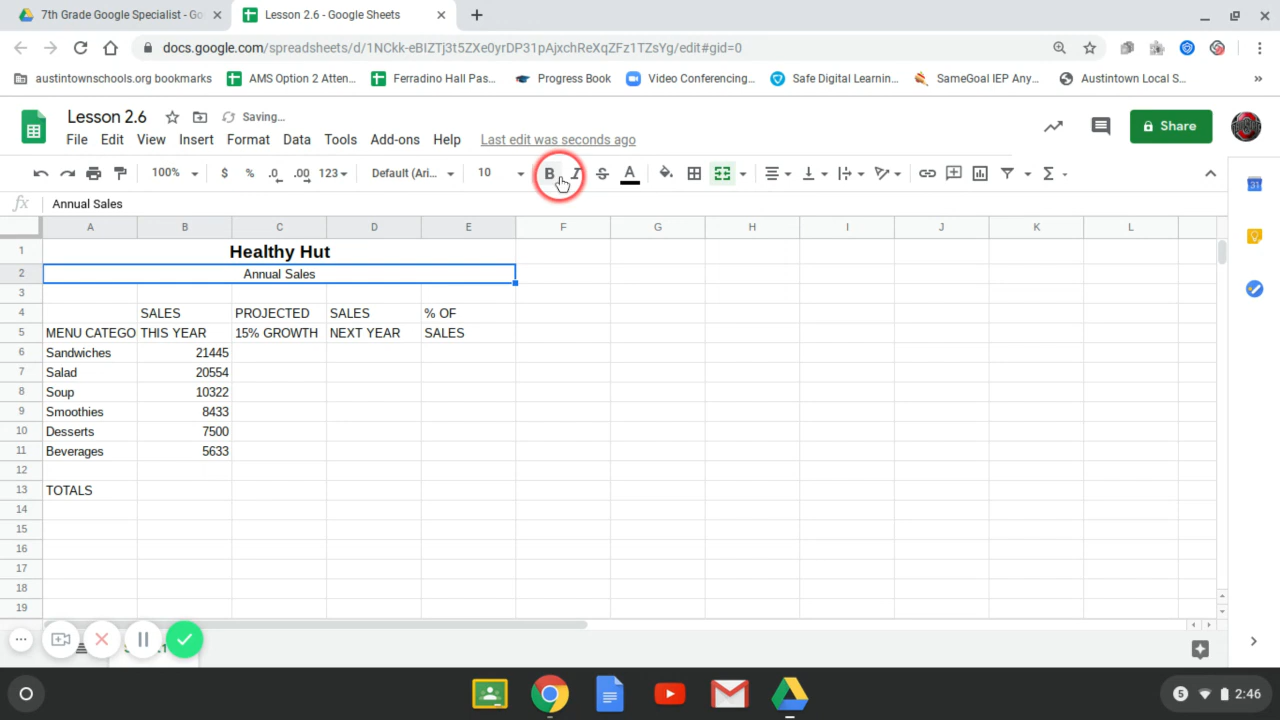 7th Grade Google Specialist - Go
Lesson 2.6 - Google Sheets
docs.google.com/spreadsheets/d/1NCkk-eBIZTj3t5ZXe0yrDP31pAjxchReXqZFz1TZsYg/edit#gid=0
austintownschools.org bookmarks
AMS Option 2 Atten...
Ferradino Hall Pas...
Progress Book
Video Conferencing...
Safe Digital Learnin...
SameGoal IEP Any...
Austintown Local S...
»
Lesson 2.6
Saving...
File Edit View Insert Format Data Tools Add-ons Help Last edit was seconds ago
Share
100% $ % .0 .00 123 Default (Ari... 10 B I S A Σ
fx Annual Sales
A B C D E F G H I J K L
1 Healthy Hut
2 Annual Sales
3
4 SALES PROJECTED SALES % OF
5 MENU CATEGO THIS YEAR 15% GROWTH NEXT YEAR SALES
6 Sandwiches 21445
7 Salad 20554
8 Soup 10322
9 Smoothies 8433
10 Desserts 7500
11 Beverages 5633
12
13 TOTALS
14
15
16
17
18
19
31
5 2:46